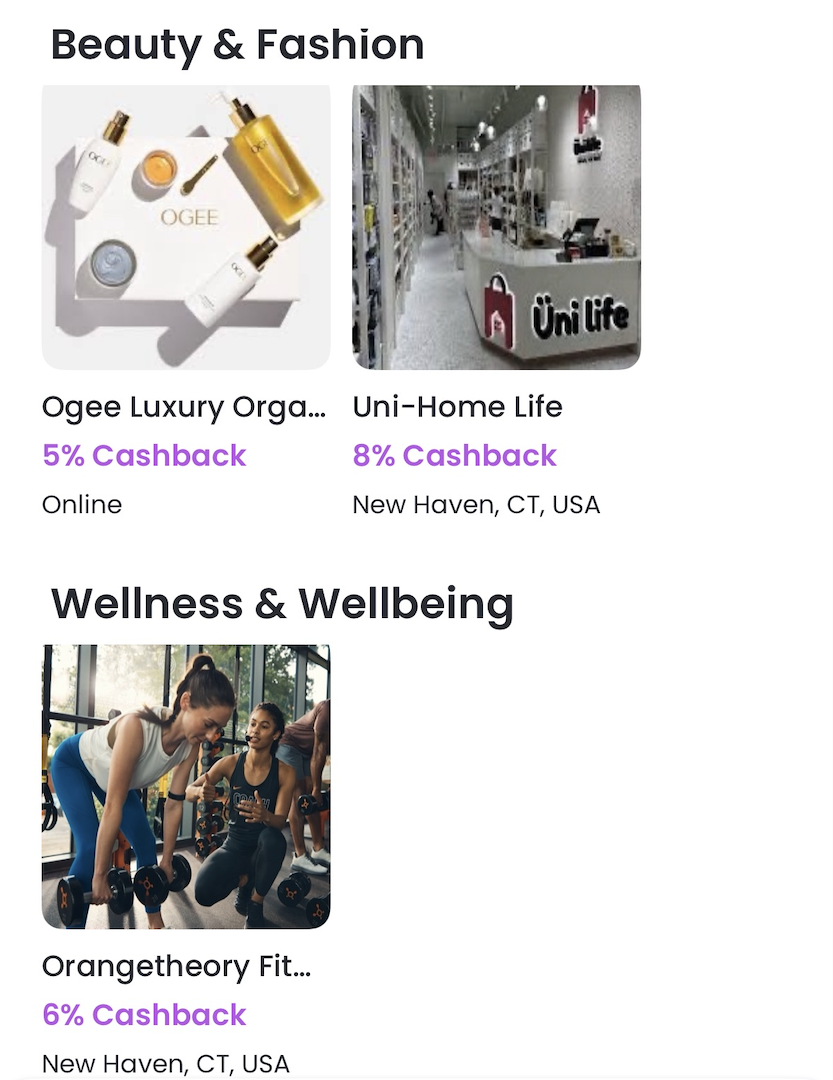 Beauty & Fashion
OGEE
Üni life
Ogee Luxury Orga...
Uni-Home Life
5% Cashback
8% Cashback
Online
New Haven, CT, USA
Wellness & Wellbeing
Orangetheory Fit...
6% Cashback
New Haven, CT, USA